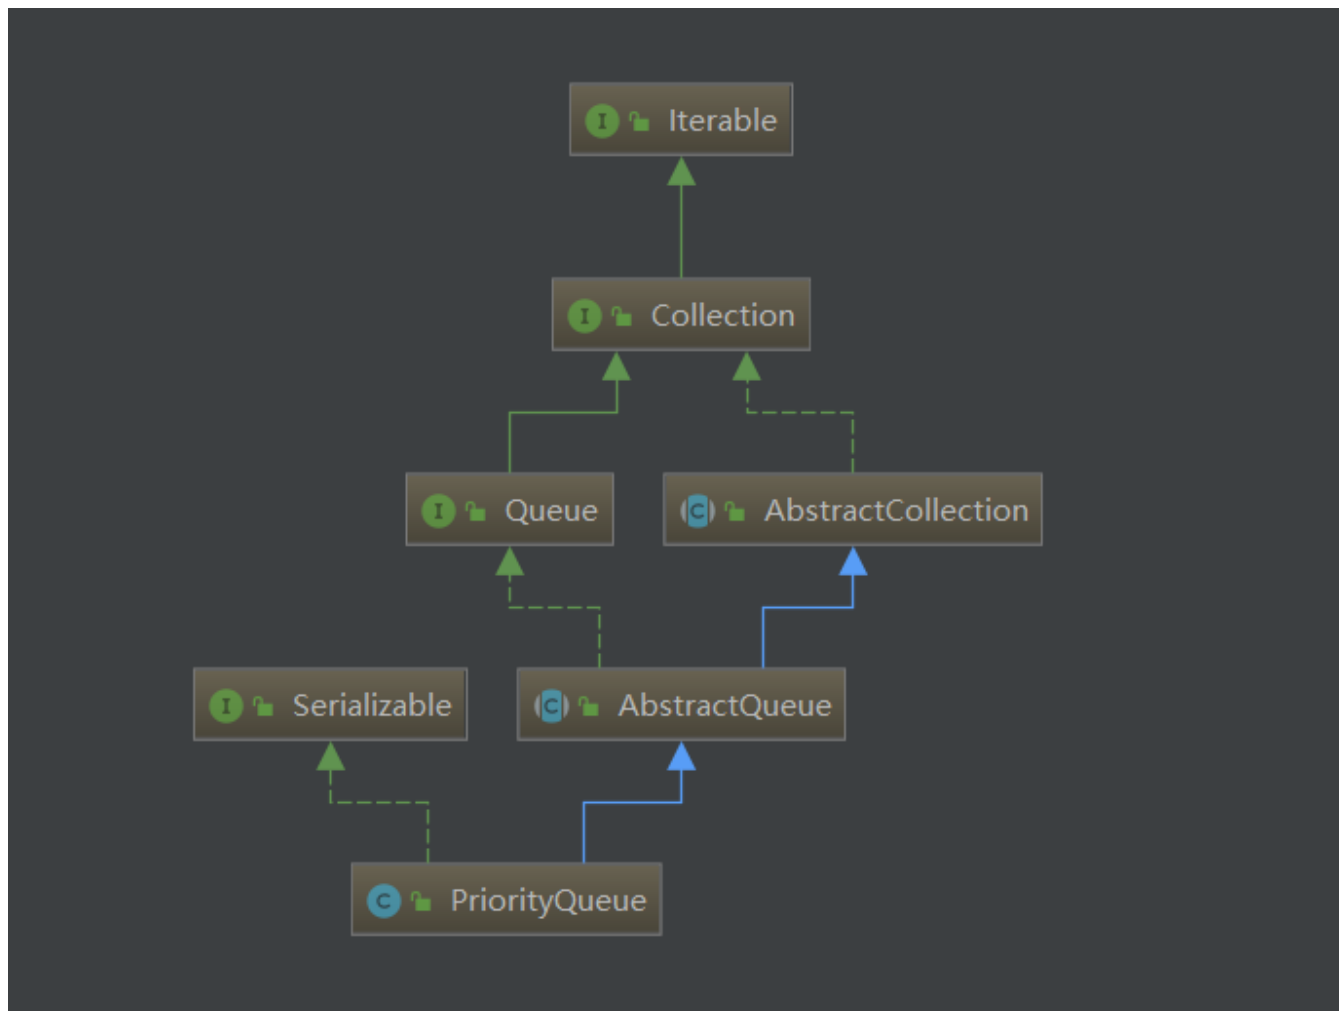 I Iterable
I Collection
I Queue
C AbstractCollection
I Serializable
C AbstractQueue
C PriorityQueue